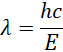 λ = hc/E